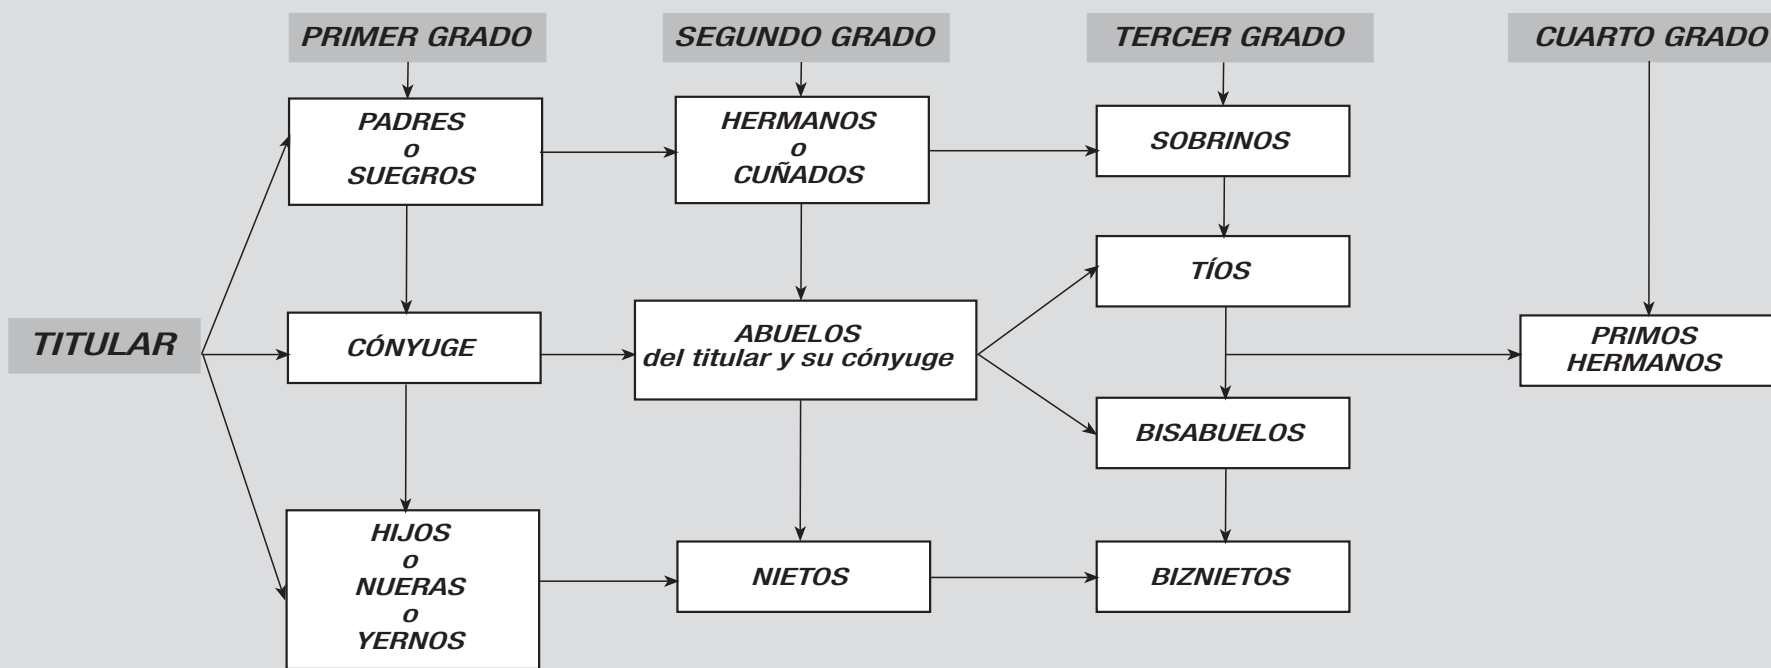 PRIMER GRADO
SEGUNDO GRADO
TERCER GRADO
CUARTO GRADO
PADRES
o
SUEGROS
HERMANOS
o
CUÑADOS
SOBRINOS
TÍOS
TITULAR
CÓNYUGE
ABUELOS
del titular y su cónyuge
PRIMOS
HERMANOS
BISABUELOS
HIJOS
o
NUERAS
o
YERNOS
NIETOS
BIZNIETOS